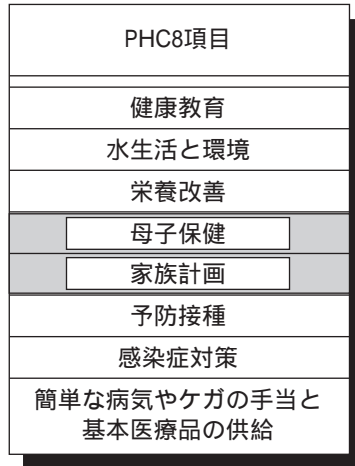 PHC8項目
健康教育
水生活と環境
栄養改善
母子保健
家族計画
予防接種
感染症対策
簡単な病気やケガの手当と
基本医療品の供給